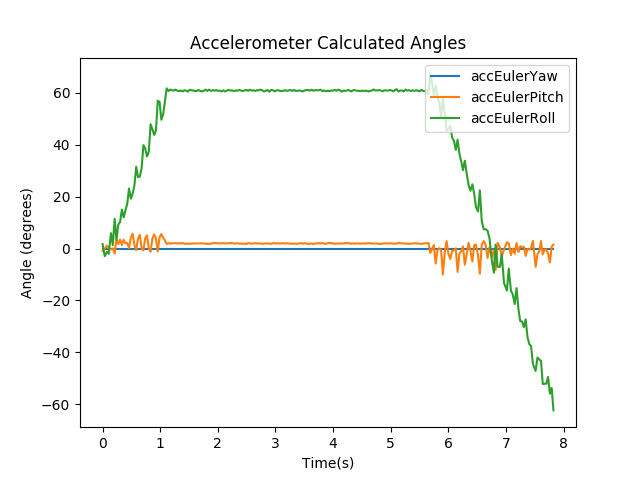 Accelerometer Calculated Angles
accEulerYaw
accEulerPitch
accEulerRoll
Angle (degrees)
60
40
20
0
−20
−40
−60
0 1 2 3 4 5 6 7 8
Time(s)